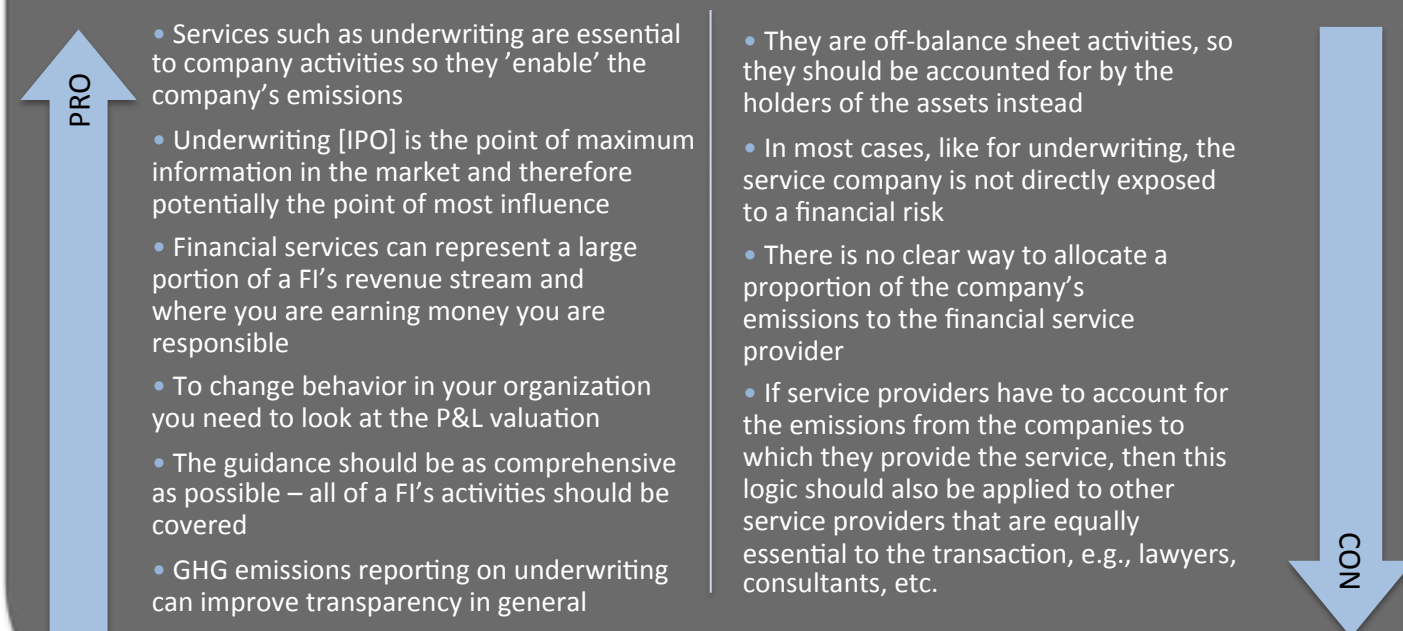 PRO
• Services such as underwriting are essential
to company activities so they ’enable’ the
company’s emissions
• Underwriting [IPO] is the point of maximum
information in the market and therefore
potentially the point of most influence
• Financial services can represent a large
portion of a FI’s revenue stream and
where you are earning money you are
responsible
• To change behavior in your organization
you need to look at the P&L valuation
• The guidance should be as comprehensive
as possible – all of a FI’s activities should be
covered
• GHG emissions reporting on underwriting
can improve transparency in general
• They are off-balance sheet activities, so
they should be accounted for by the
holders of the assets instead
• In most cases, like for underwriting, the
service company is not directly exposed
to a financial risk
• There is no clear way to allocate a
proportion of the company’s
emissions to the financial service
provider
• If service providers have to account for
the emissions from the companies to
which they provide the service, then this
logic should also be applied to other
service providers that are equally
essential to the transaction, e.g., lawyers,
consultants, etc.
CON